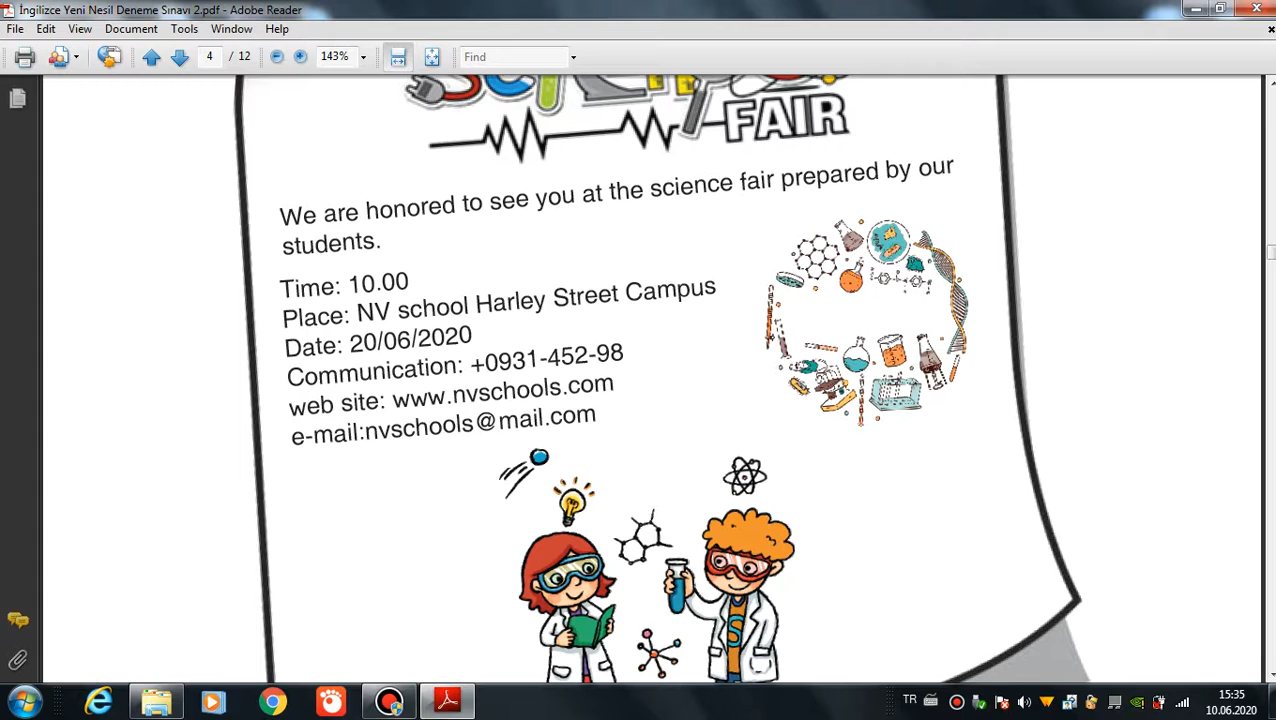 İngilizce Yeni Nesil Deneme Sınavı 2.pdf - Adobe Reader
File Edit View Document Tools Window Help
4 / 12 143% Find
FAIR
We are honored to see you at the science fair prepared by our
students.
Time: 10.00
Place: NV school Harley Street Campus
Date: 20/06/2020
Communication: +0931-452-98
web site: www.nvschools.com
e-mail:nvschools@mail.com
TR
15:35
10.06.2020